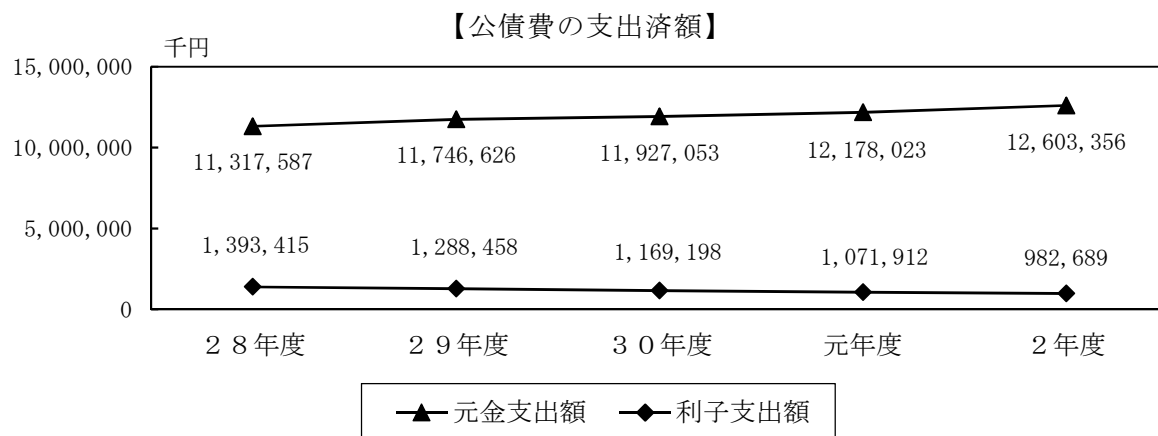 【公債費の支出済額】
千円
15,000,000
10,000,000
5,000,000
0
11,317,587 11,746,626 11,927,053 12,178,023 12,603,356
1,393,415 1,288,458 1,169,198 1,071,912 982,689
28年度 29年度 30年度 元年度 2年度
元金支出額 利子支出額